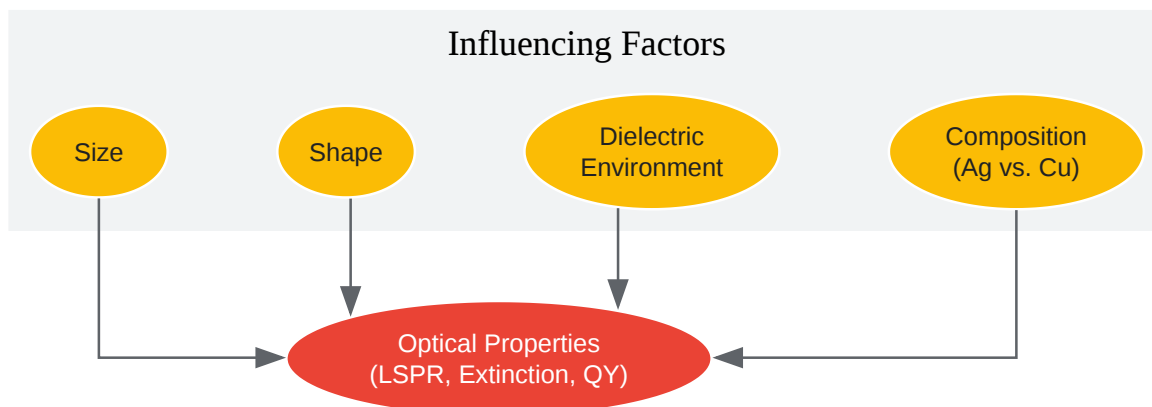 Influencing Factors
Size
Shape
Dielectric
Environment
Composition
(Ag vs. Cu)
Optical Properties
(LSPR, Extinction, QY)